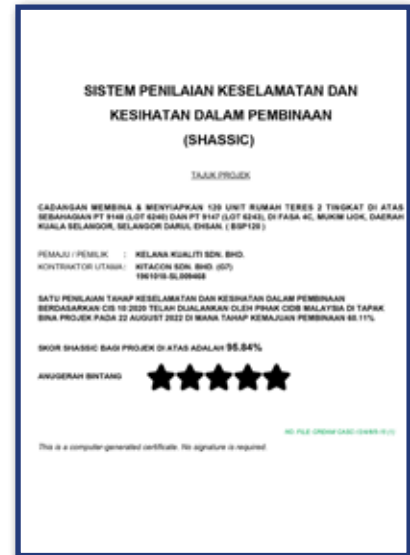 SISTEM PENILAIAN KESELAMATAN DAN
KESIHATAN DALAM PEMBINAAN
(SHASSIC)
TAJUK PROJEK
CADANGAN MEMBINA & MENYIAPKAN 120 UNIT RUMAH TERES 2 TINGKAT DI ATAS
SEBAHAGIAN PT 9148 (LOT 6240) DAN PT 9147 (LOT 6243), DI FASA 4C, MUKIM IJOK, DAERAH
KUALA SELANGOR, SELANGOR DARUL EHSAN. ( BSP120 )
PEMAJU / PEMILIK : KELANA KUALITI SDN. BHD.
KONTRAKTOR UTAMA: KITACON SDN. BHD. (G7)
SATU PENILAIAN TAHAP KESELAMATAN DAN KESIHATAN DALAM PEMBINAAN
BERDASARKAN CIS 10:2020 TELAH DIJALANKAN OLEH PIHAK CIDB MALAYSIA DI TAPAK
BINA PROJEK PADA 22 AUGUST 2022 DI MANA TAHAP KEMAJUAN PEMBINAAN 60.11%.
SKOR SHASSIC BAGI PROJEK DI ATAS ADALAH 95.84%
ANUGERAH BINTANG
This is a computer generated certificate. No signature is required.